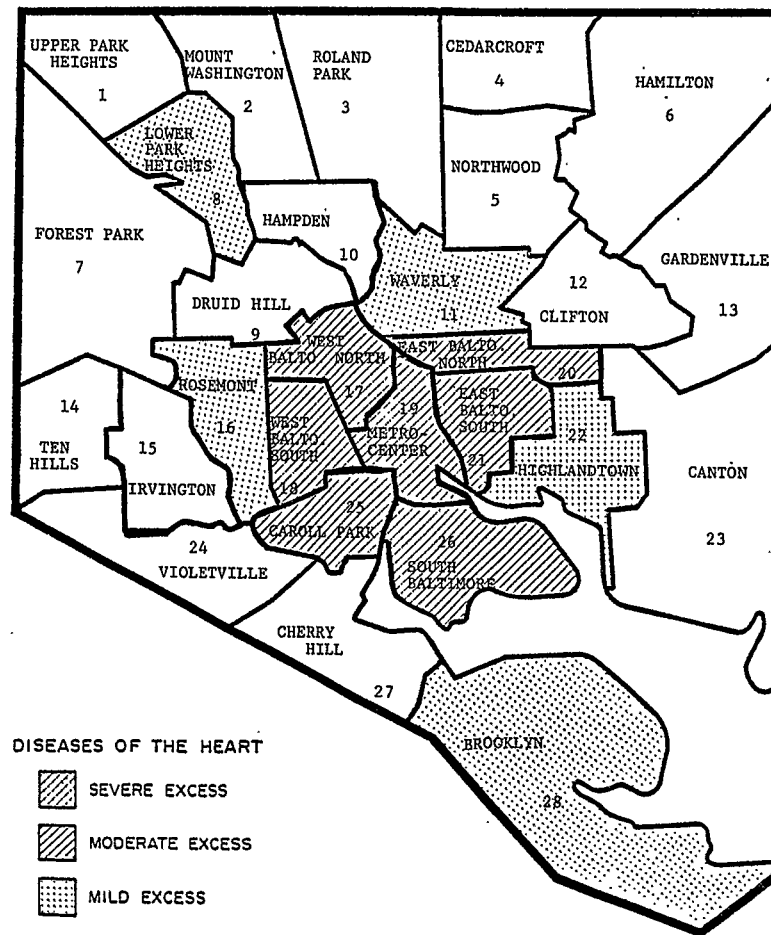 UPPER PARK
HEIGHTS
1
MOUNT
WASHINGTON
2
ROLAND
PARK
3
CEDARCROFT
4
HAMILTON
6
LOWER
PARK
HEIGHTS
8
NORTHWOOD
5
FOREST PARK
7
HAMPDEN
10
WAVERLY
11
12
CLIFTON
GARDENVILLE
13
DRUID HILL
9
WEST
BALTO NORTH
17
EAST BALTO.
NORTH
20
14
TEN
HILLS
15
IRVINGTON
ROSEMONT
16
WEST
BALTO.
SOUTH
18
19
METRO-
CENTER
EAST
BALTO.
SOUTH
21
22
HIGHLANDTOWN
CANTON
23
24
VIOLETVILLE
25
CAROLL PARK
26
SOUTH
BALTIMORE
CHERRY
HILL
27
BROOKLYN
28
DISEASES OF THE HEART
SEVERE EXCESS
MODERATE EXCESS
MILD EXCESS